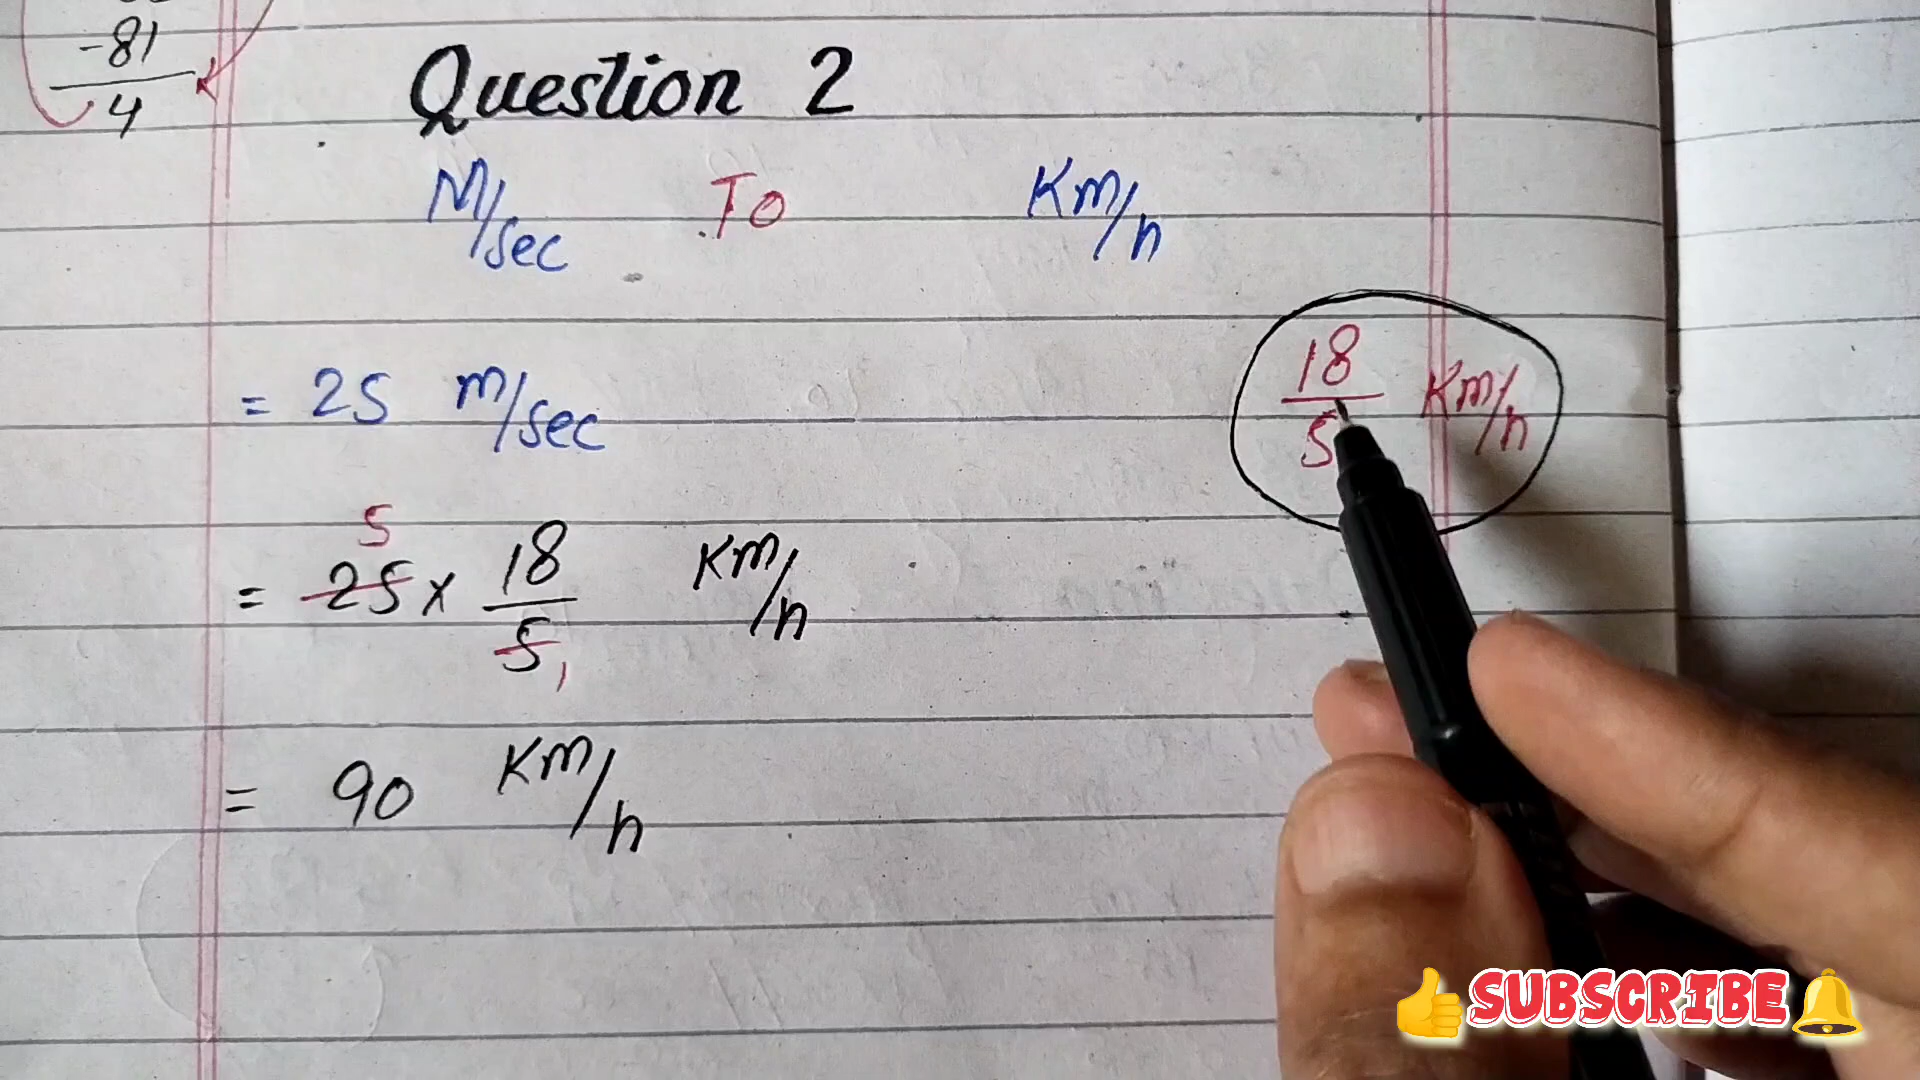 -81
4
Question 2
M/sec To Km/h
= 25 m/sec
18/5 Km/h
5
= 25 x 18/5 Km/h
1
= 90 Km/h
SUBSCRIBE